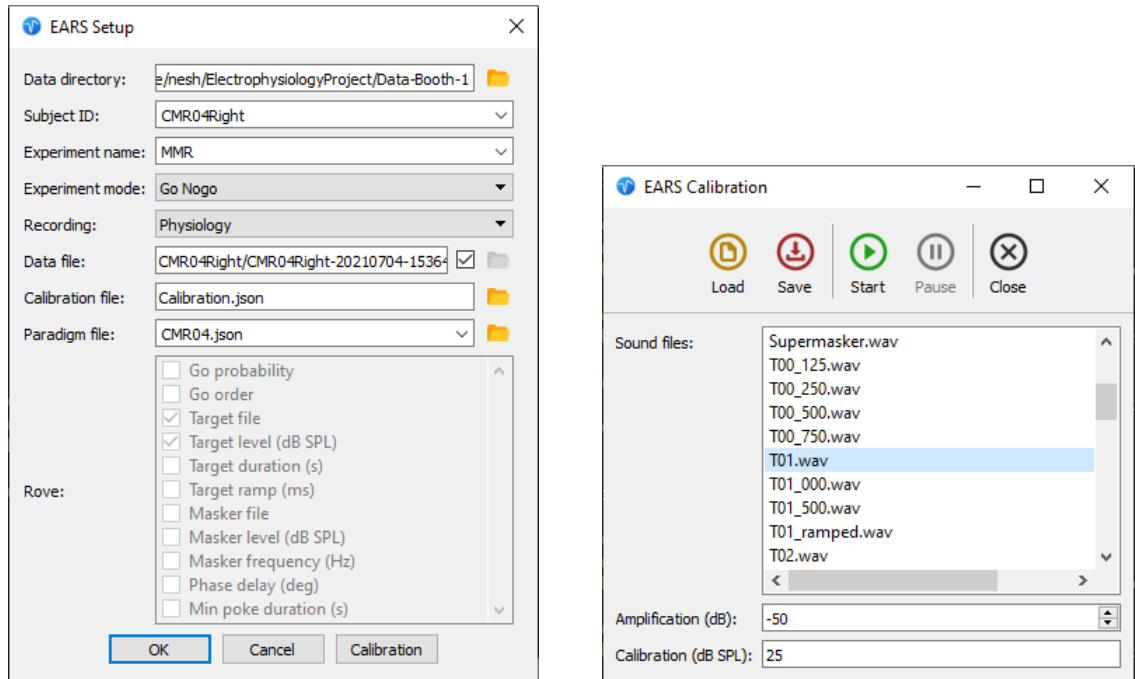 EARS Setup
Data directory: e/nesh/ElectrophysiologyProject/Data-Booth-1
Subject ID: CMR04Right
Experiment name: MMR
Experiment mode: Go Nogo
Recording: Physiology
Data file: CMR04Right/CMR04Right-20210704-15364
Calibration file: Calibration.json
Paradigm file: CMR04.json
Rove:
Go probability
Go order
Target file
Target level (dB SPL)
Target duration (s)
Target ramp (ms)
Masker file
Masker level (dB SPL)
Masker frequency (Hz)
Phase delay (deg)
Min poke duration (s)
OK Cancel Calibration
EARS Calibration
Load Save Start Pause Close
Sound files:
Supermasker.wav
T00_125.wav
T00_250.wav
T00_500.wav
T00_750.wav
T01.wav
T01_000.wav
T01_500.wav
T01_ramped.wav
T02.wav
Amplification (dB): -50
Calibration (dB SPL): 25